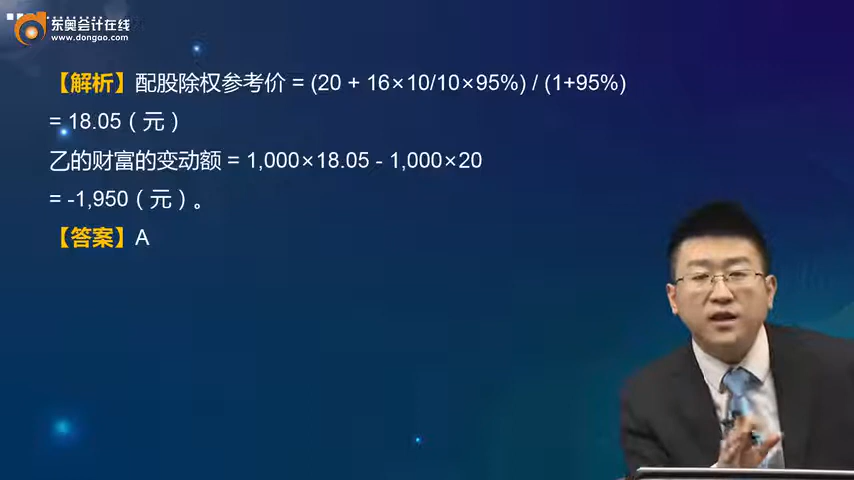 东奥会计在线
www.dongao.com
【解析】配股除权参考价 = (20 + 16×10/10×95%) / (1+95%)
= 18.05（元）
乙的财富的变动额 = 1,000×18.05 - 1,000×20
= -1,950（元）。
【答案】A